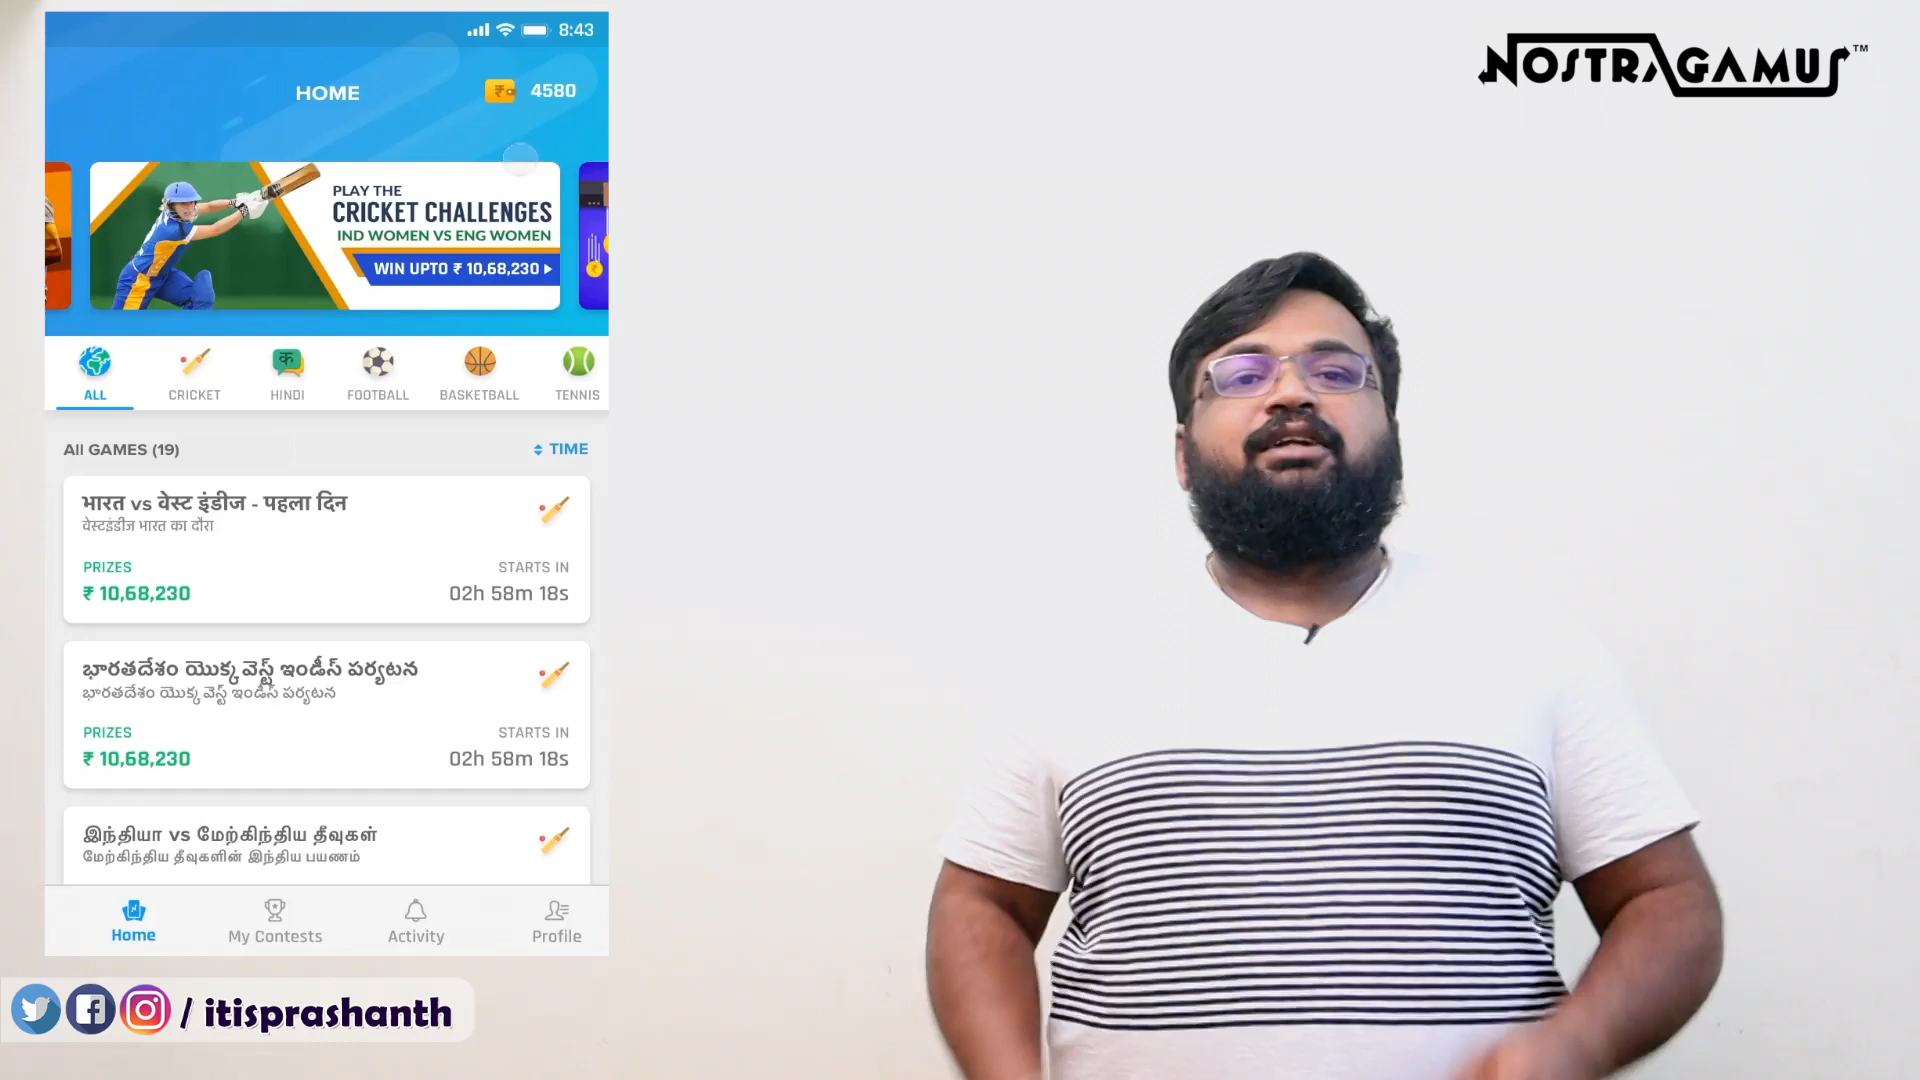 8:43
HOME
4580
NOSTRAGAMUS™
PLAY THE
CRICKET CHALLENGES
IND WOMEN VS ENG WOMEN
WIN UPTO ₹ 10,68,230
ALL
CRICKET
HINDI
FOOTBALL
BASKETBALL
TENNIS
All GAMES (19)
TIME
भारत vs वेस्ट इंडीज - पहला दिन
वेस्टइंडीज भारत का दौरा
PRIZES
STARTS IN
₹ 10,68,230
02h 58m 18s
భారతదేశం యొక్క వెస్ట్ ఇండీస్ పర్యటన
భారతదేశం యొక్క వెస్ట్ ఇండీస్ పర్యటన
PRIZES
STARTS IN
₹ 10,68,230
02h 58m 18s
இந்தியா vs மேற்கிந்திய தீவுகள்
மேற்கிந்திய தீவுகளின் இந்திய பயணம்
Home
My Contests
Activity
Profile
/ itisprashanth